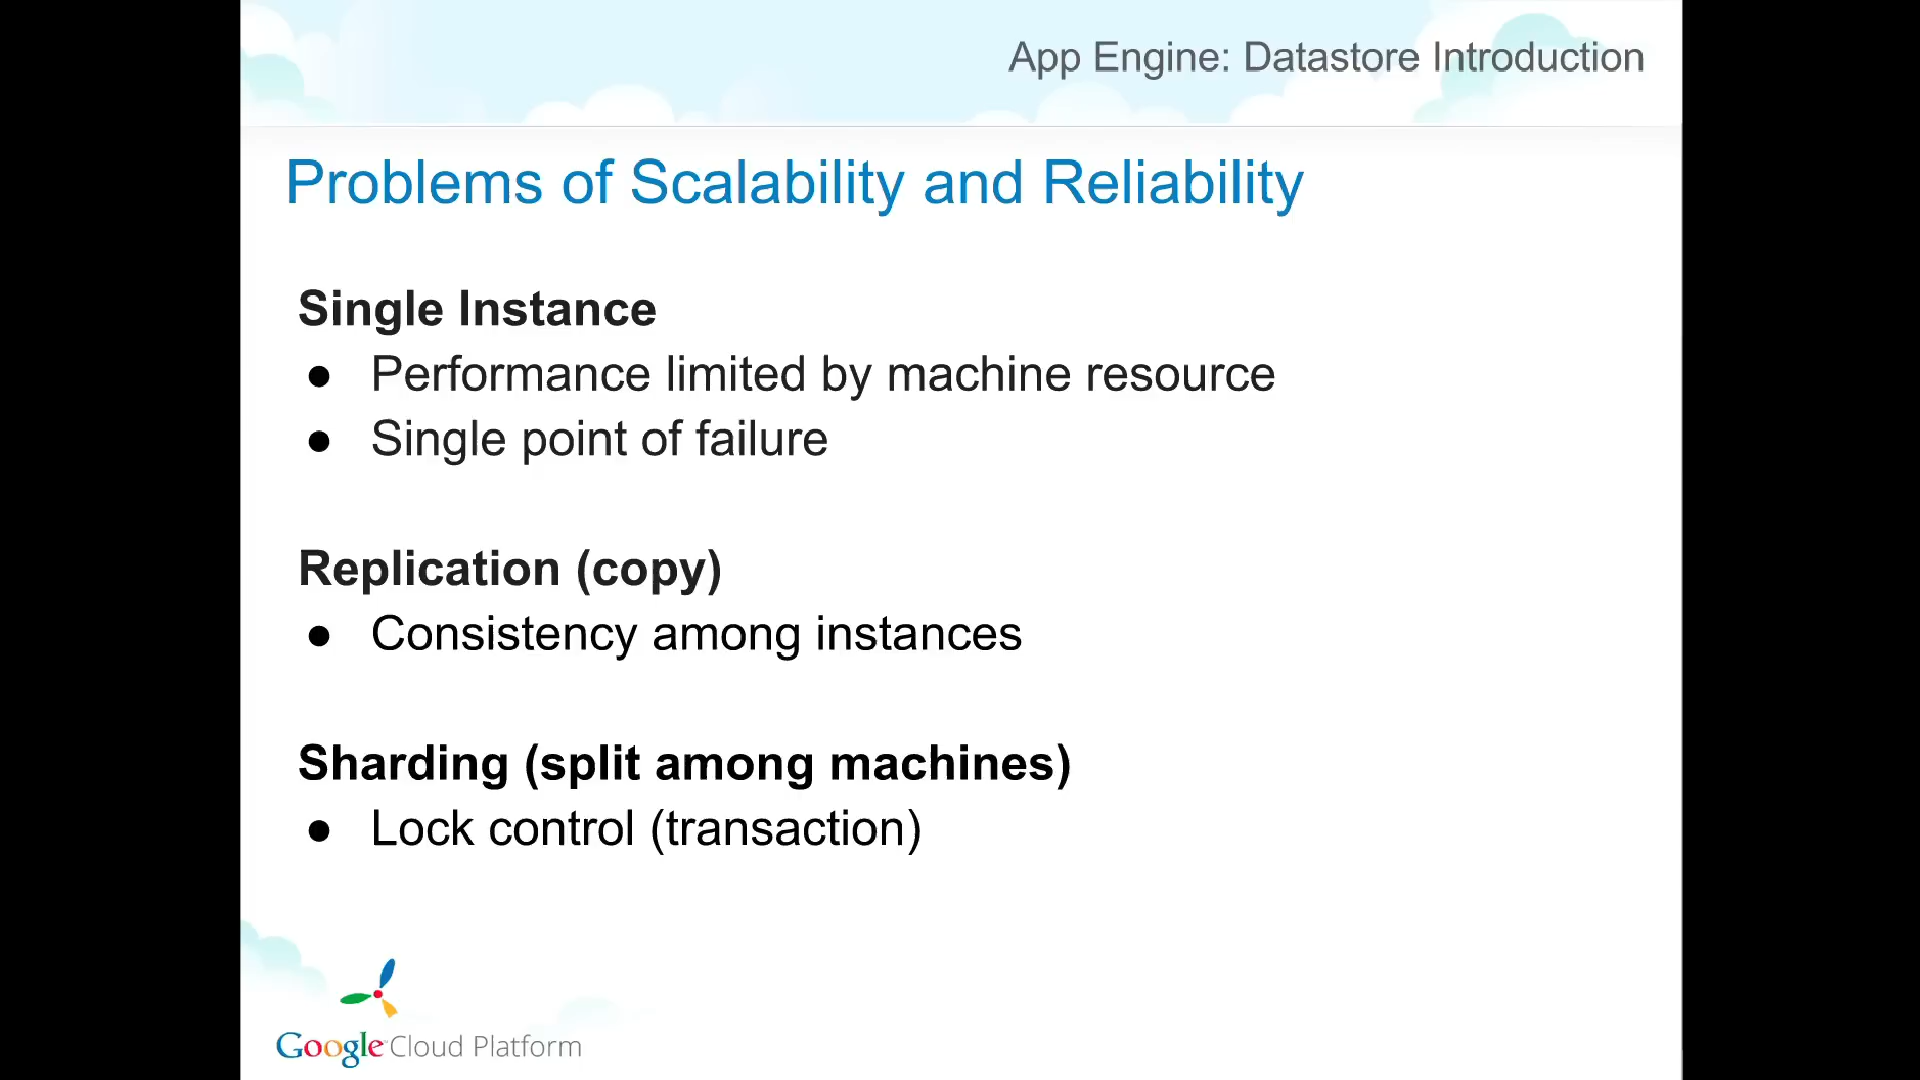 App Engine: Datastore Introduction
Problems of Scalability and Reliability
Single Instance
● Performance limited by machine resource
● Single point of failure
Replication (copy)
● Consistency among instances
Sharding (split among machines)
● Lock control (transaction)
Google Cloud Platform